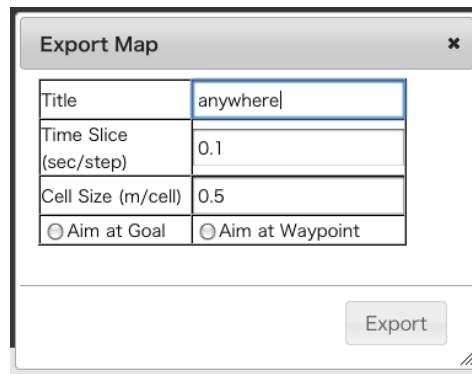 Export Map
Title
anywhere
Time Slice
(sec/step)
0.1
Cell Size (m/cell)
0.5
Aim at Goal
Aim at Waypoint
Export